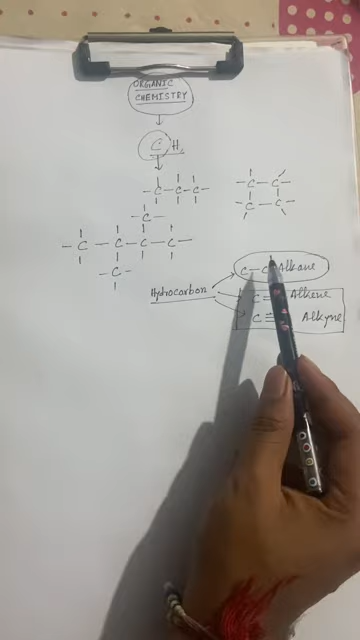 ORGANIC
CHEMISTRY
C H
- C - C - C -
- C - C -
- C -
- C - C -
- C - C - C - C -
- C -
C - C Alkane
Hydrocarbon
C = Alkene
C ≡ Alkyne